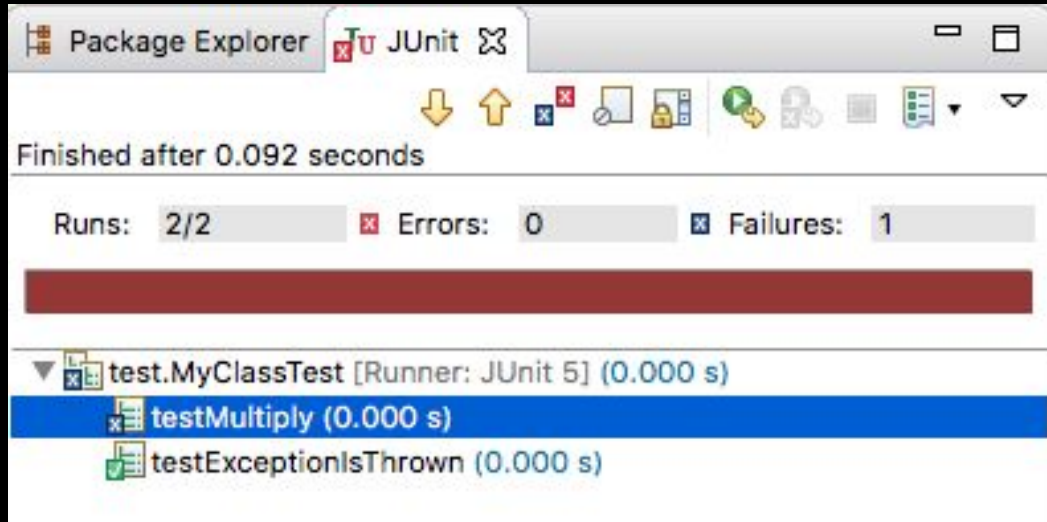 Package Explorer JUnit
Finished after 0.092 seconds
Runs: 2/2 Errors: 0 Failures: 1
test.MyClassTest [Runner: JUnit 5] (0.000 s)
testMultiply (0.000 s)
testExceptionIsThrown (0.000 s)